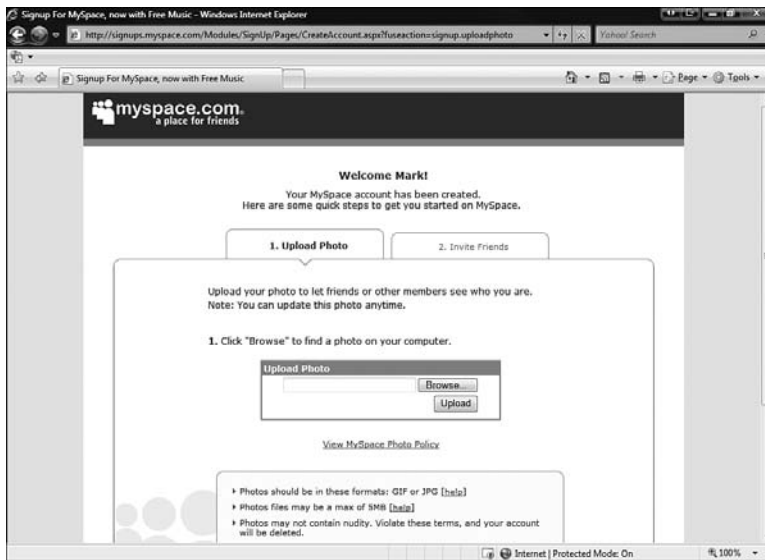 Signup For MySpace, now with Free Music - Windows Internet Explorer
http://signups.myspace.com/Modules/SignUp/Pages/CreateAccount.aspx?fuseaction=signup.uploadphoto
Yahoo! Search
Signup For MySpace, now with Free Music
Page
Tools
myspace.com.
a place for friends
Welcome Mark!
Your MySpace account has been created.
Here are some quick steps to get you started on MySpace.
1. Upload Photo
2. Invite Friends
Upload your photo to let friends or other members see who you are.
Note: You can update this photo anytime.
1. Click "Browse" to find a photo on your computer.
Upload Photo
Browse...
Upload
View MySpace Photo Policy
Photos should be in these formats: GIF or JPG [help]
Photos files may be a max of 5MB [help]
Photos may not contain nudity. Violate these terms, and your account
will be deleted.
Internet | Protected Mode: On
100%